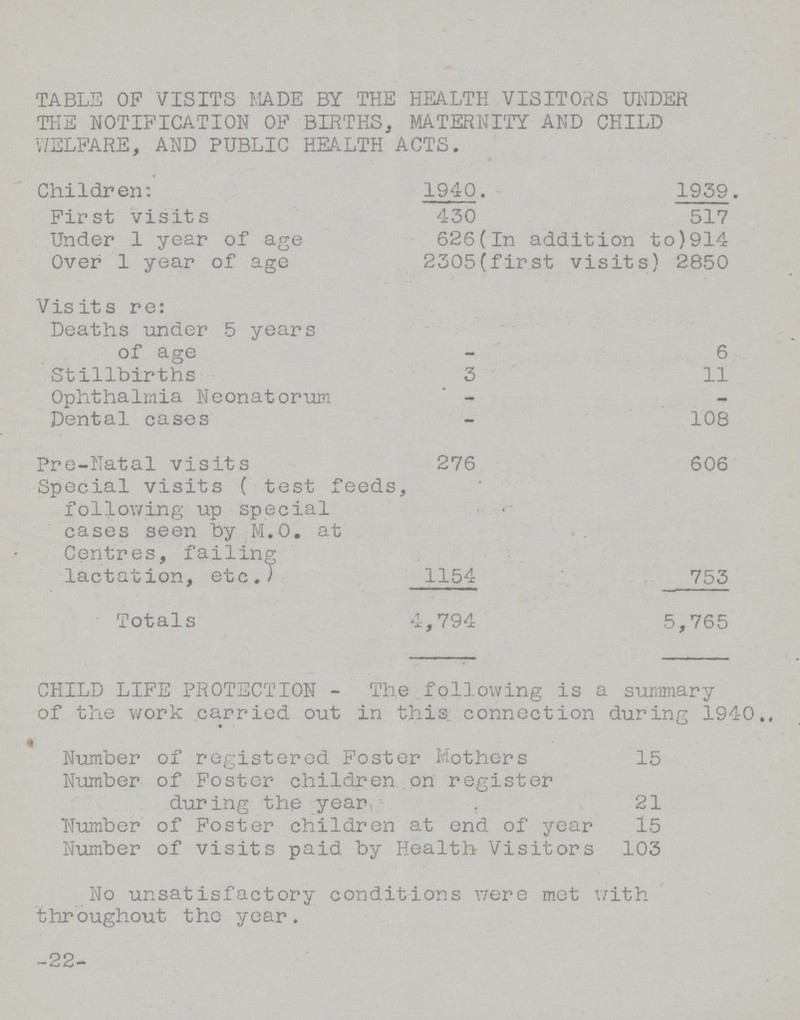 TABLE OF VISITS MADE BY THE HEALTH VISITORS UNDER
THE NOTIFICATION OF BIRTHS, MATERNITY AND CHILD
WELFARE, AND PUBLIC HEALTH ACTS.
Children: 1940. 1939.
First visits 430 517
Under 1 year of age 626(In addition to)914
Over 1 year of age 2305(first visits) 2850
Visits re:
Deaths under 5 years
of age - 6
Stillbirths 3 11
Ophthalmia Neonatorum - -
Dental cases - 108
Pre-Natal visits 276 606
Special visits ( test feeds,
following up special
cases seen by M.O. at
Centres, failing
lactation, etc.) 1154 753
Totals 4,794 5,765
CHILD LIFE PROTECTION - The following is a summary
of the work carried out in this connection during 1940..
Number of registered Foster Mothers 15
Number of Foster children on register
during the year 21
Number of Foster children at end of year 15
Number of visits paid by Health Visitors 103
No unsatisfactory conditions were met with
throughout the year.
-22-